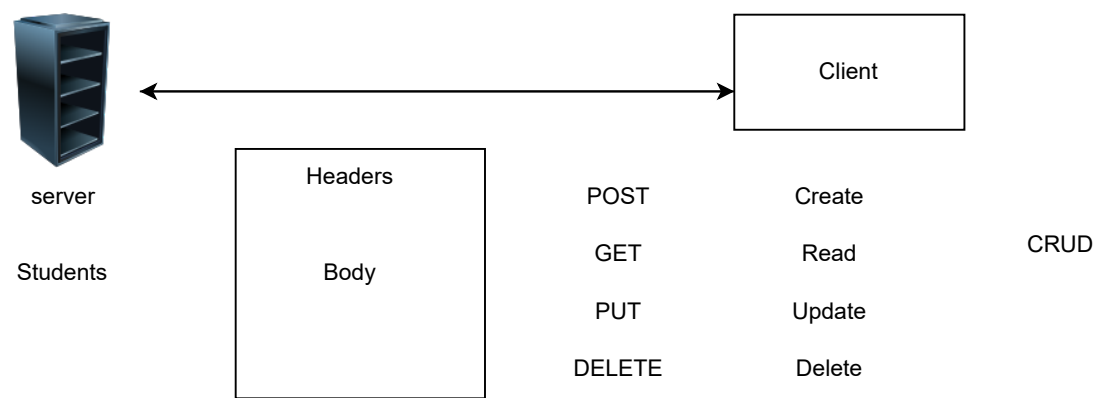 Client
server
Students
Headers
Body
POST Create
GET Read
PUT Update
DELETE Delete
CRUD